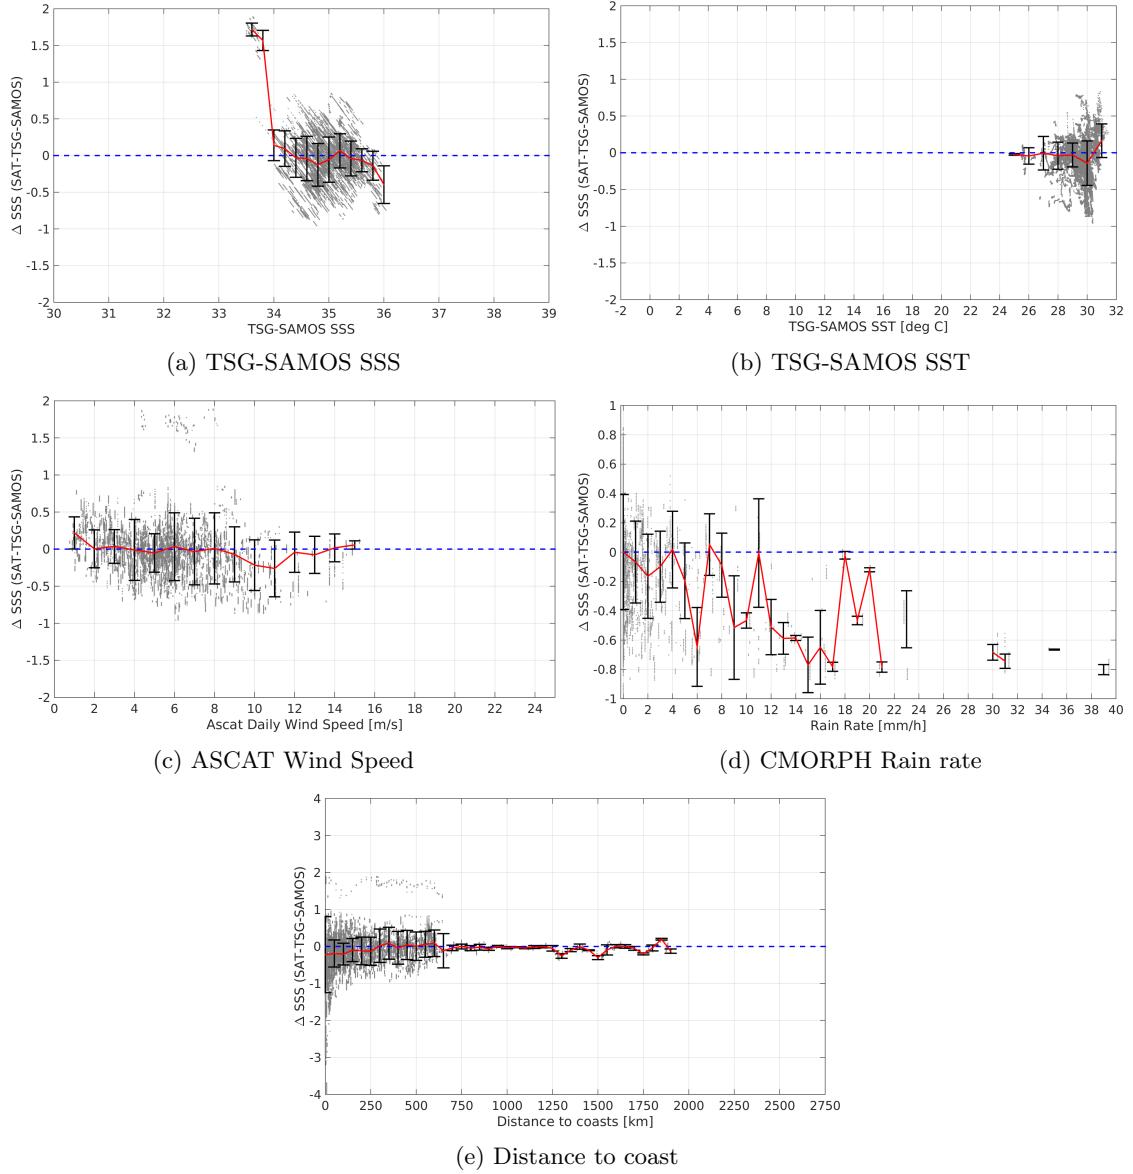 2
1.5
1
0.5
0
-0.5
-1
-1.5
-2
Δ SSS (SAT-TSG-SAMOS)
30 31 32 33 34 35 36 37 38 39
TSG-SAMOS SSS
(a) TSG-SAMOS SSS
2
1.5
1
0.5
0
-0.5
-1
-1.5
-2
Δ SSS (SAT-TSG-SAMOS)
-2 0 2 4 6 8 10 12 14 16 18 20 22 24 26 28 30 32
TSG-SAMOS SST [deg C]
(b) TSG-SAMOS SST
2
1.5
1
0.5
0
-0.5
-1
-1.5
-2
Δ SSS (SAT-TSG-SAMOS)
0 2 4 6 8 10 12 14 16 18 20 22 24
Ascat Daily Wind Speed [m/s]
(c) ASCAT Wind Speed
1
0.8
0.6
0.4
0.2
0
-0.2
-0.4
-0.6
-0.8
-1
Δ SSS (SAT-TSG-SAMOS)
0 2 4 6 8 10 12 14 16 18 20 22 24 26 28 30 32 34 36 38 40
Rain Rate [mm/h]
(d) CMORPH Rain rate
4
3
2
1
0
-1
-2
-3
-4
Δ SSS (SAT-TSG-SAMOS)
0 250 500 750 1000 1250 1500 1750 2000 2250 2500 2750
Distance to coasts [km]
(e) Distance to coast